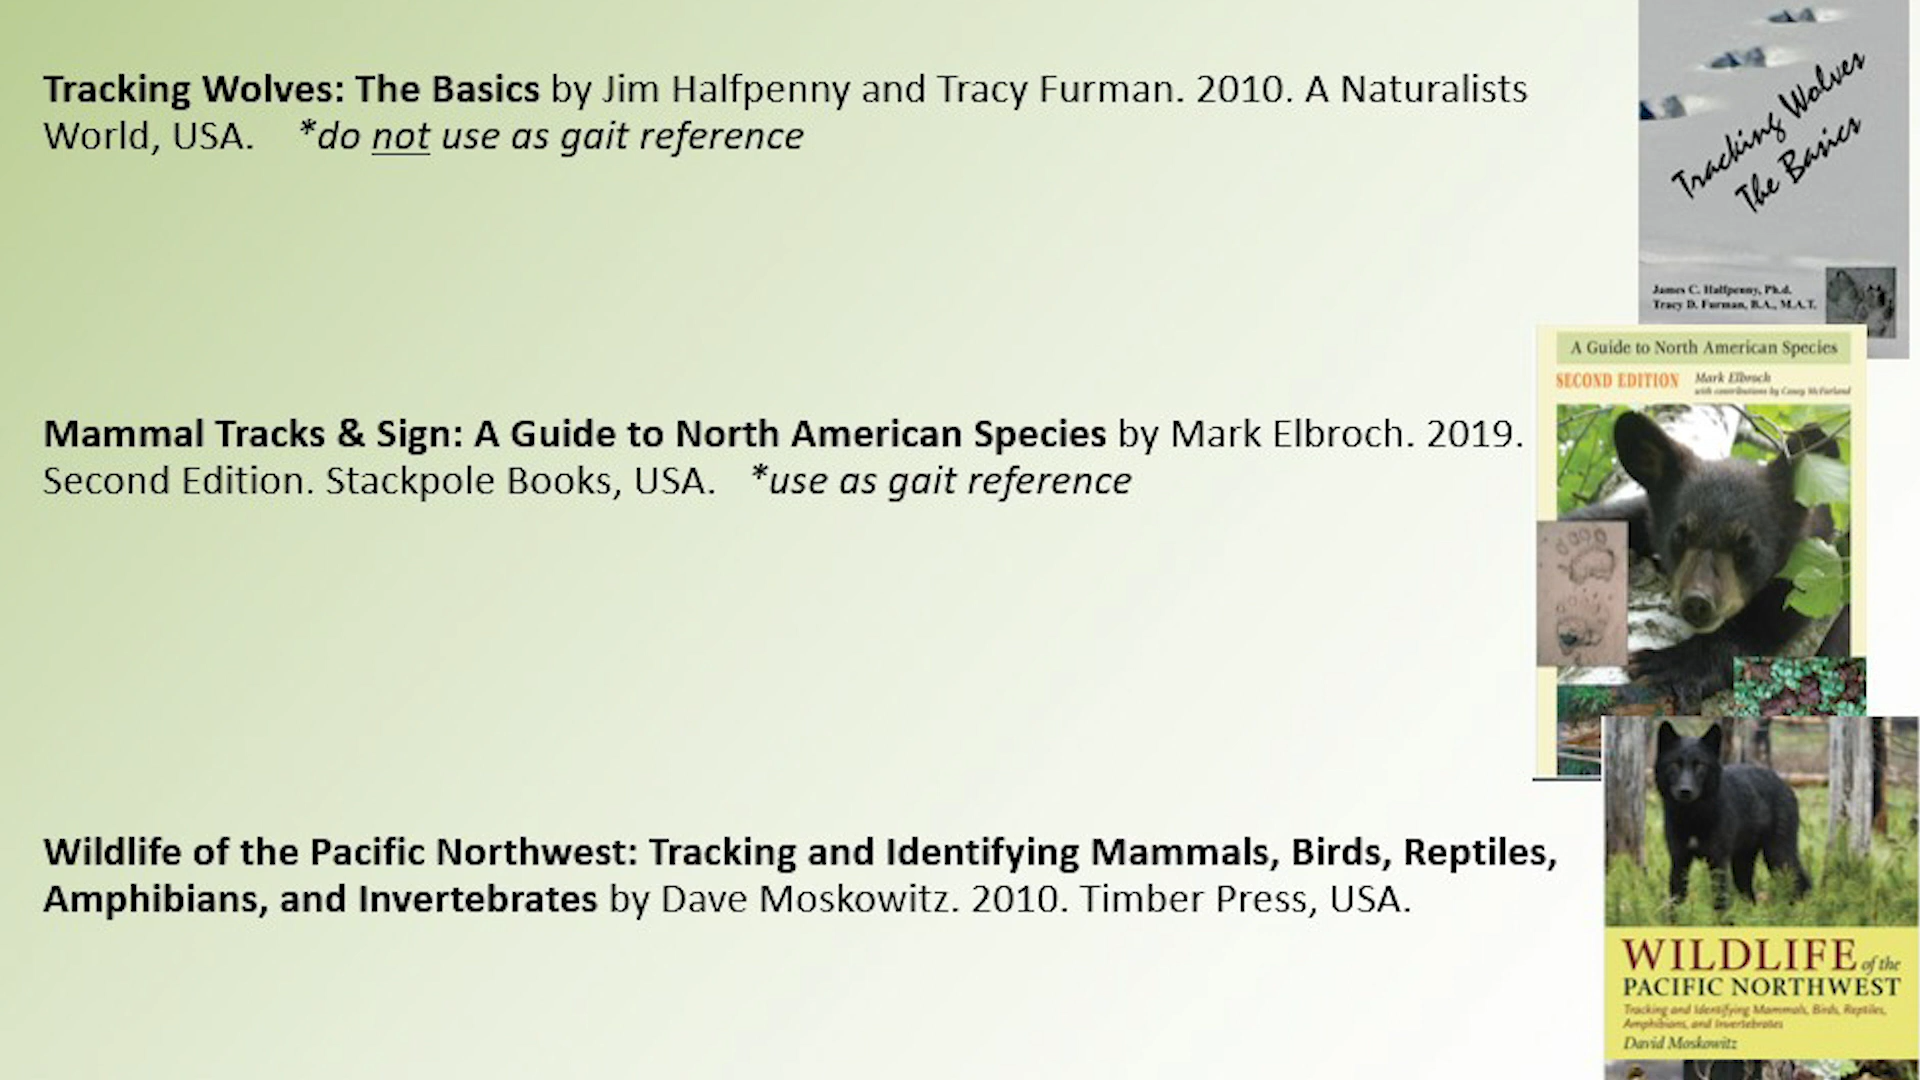 Tracking Wolves: The Basics by Jim Halfpenny and Tracy Furman. 2010. A Naturalists
World, USA. *do not use as gait reference
Tracking Wolves
The Basics
James C. Halfpenny, Ph.d.
Tracy D. Furman, B.A., M.A.T.
A Guide to North American Species
SECOND EDITION Mark Elbroch
with contributions by Casey McFarland
Mammal Tracks & Sign: A Guide to North American Species by Mark Elbroch. 2019.
Second Edition. Stackpole Books, USA. *use as gait reference
Wildlife of the Pacific Northwest: Tracking and Identifying Mammals, Birds, Reptiles,
Amphibians, and Invertebrates by Dave Moskowitz. 2010. Timber Press, USA.
WILDLIFE of the
PACIFIC NORTHWEST
Tracking and Identifying Mammals, Birds, Reptiles,
Amphibians, and Invertebrates
David Moskowitz